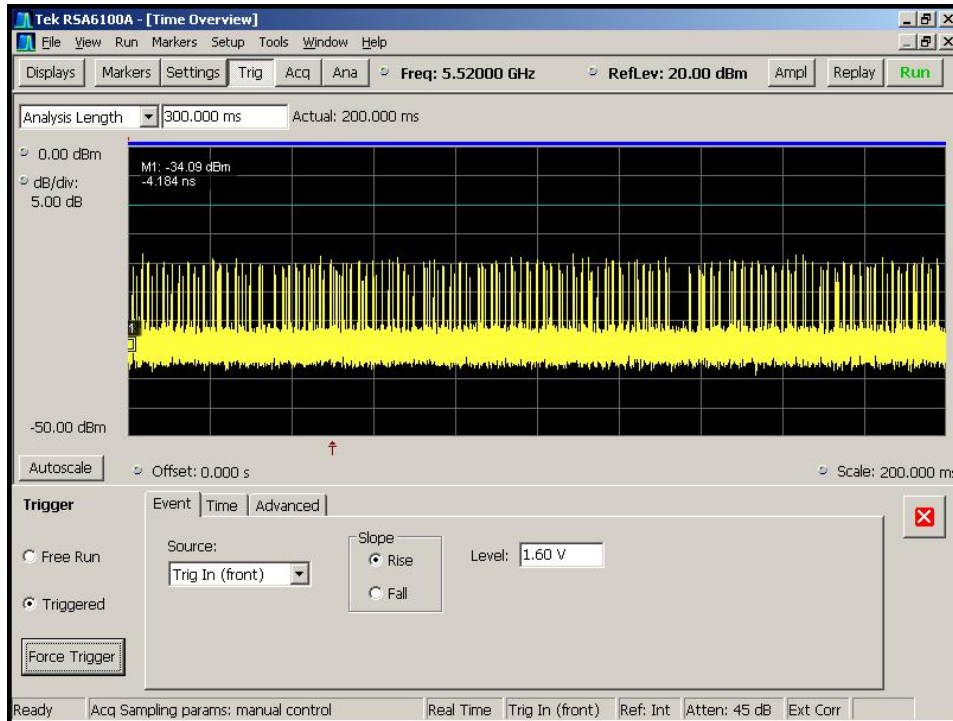 Tek RSA6100A - [Time Overview]
File View Run Markers Setup Tools Window Help
Displays Markers Settings Trig Acq Ana Freq: 5.52000 GHz RefLev: 20.00 dBm Ampl Replay Run
Analysis Length 300.000 ms Actual: 200.000 ms
0.00 dBm
M1: -34.09 dBm
-4.184 ns
dB/div:
5.00 dB
1
-50.00 dBm
T
Autoscale Offset: 0.000 s Scale: 200.000 ms
Trigger Event Time Advanced
Free Run
Triggered
Force Trigger
Source:
Trig In (front)
Slope
Rise
Fall
Level: 1.60 V
Ready Acq Sampling params: manual control Real Time Trig In (front) Ref: Int Atten: 45 dB Ext Corr